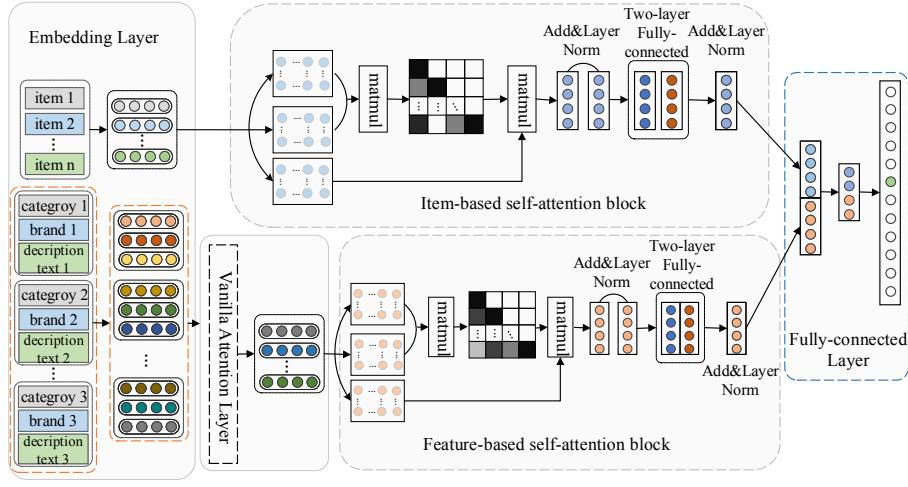 Embedding Layer
item 1
item 2
item n
categroy 1
brand 1
decription
text 1
categroy 2
brand 2
decription
text 2
categroy 3
brand 3
decription
text 3
Vanilla Attention Layer
matmul
matmul
Add&Layer
Norm
Two-layer
Fully-
connected
Add&Layer
Norm
Item-based self-attention block
matmul
matmul
Add&Layer
Norm
Two-layer
Fully-
connected
Add&Layer
Norm
Feature-based self-attention block
Fully-connected
Layer